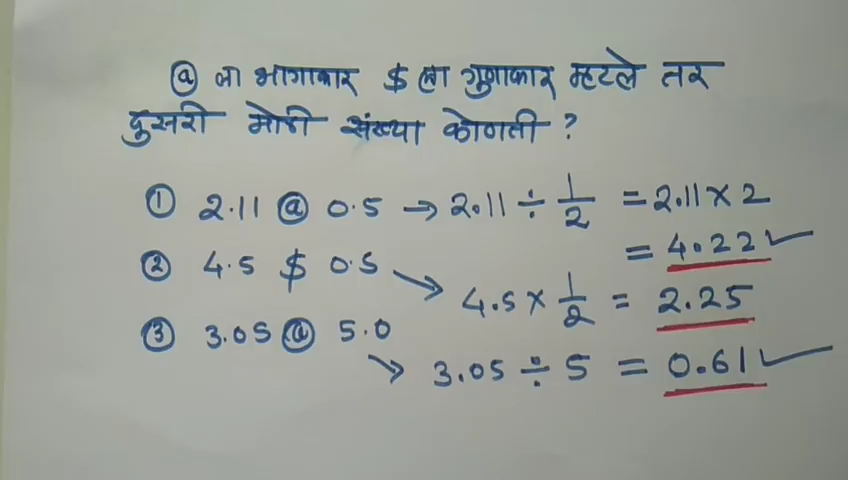 @ ला भागाकार $ ला गुणाकार म्हटले तर
दुसरी मोठी संख्या कोणती ?
① 2.11 @ 0.5 → 2.11 ÷ 1/2 = 2.11 × 2
= 4.22 ✓
② 4.5 $ 0.5 → 4.5 × 1/2 = 2.25
③ 3.05 @ 5.0 → 3.05 ÷ 5 = 0.61 ✓